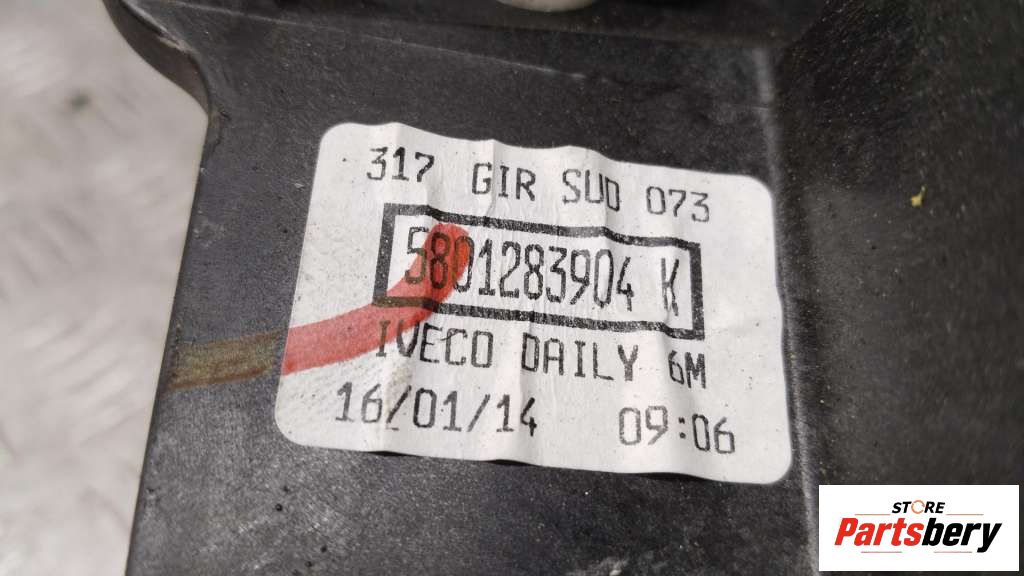 317 GIR SUD 073
5801283904 K
IVECO DAILY 6M
16/01/14 09:06
STORE
Partsbery